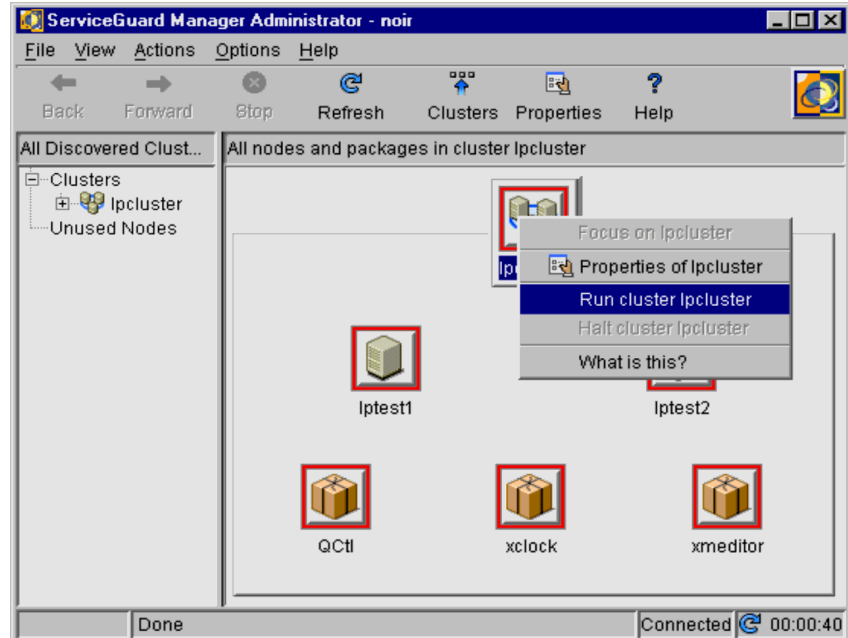 ServiceGuard Manager Administrator - noir
File View Actions Options Help
Back Forward Stop Refresh Clusters Properties Help
All Discovered Clust... All nodes and packages in cluster lpcluster
Clusters
lpcluster
Unused Nodes
Focus on lpcluster
Properties of lpcluster
Run cluster lpcluster
Halt cluster lpcluster
What is this?
lptest1 lptest2
QCtl xclock xmeditor
Done Connected 00:00:40